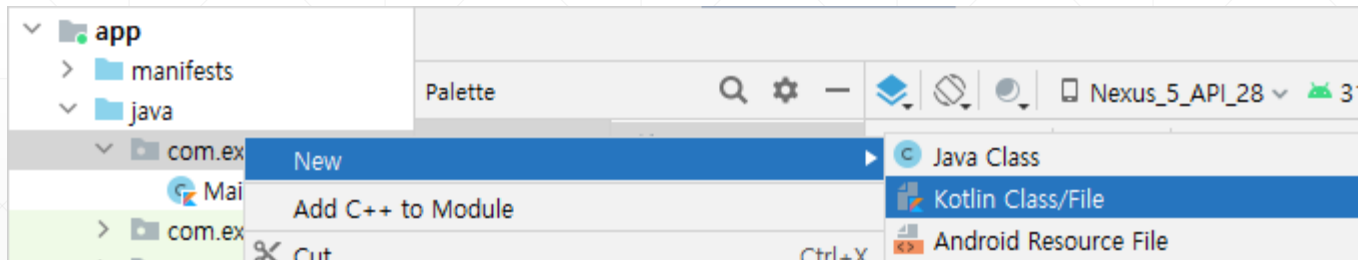 app
manifests
java
com.ex
Mai
com.ex
Palette
Nexus_5_API_28
New
Add C++ to Module
Cut Ctrl+X
Java Class
Kotlin Class/File
Android Resource File